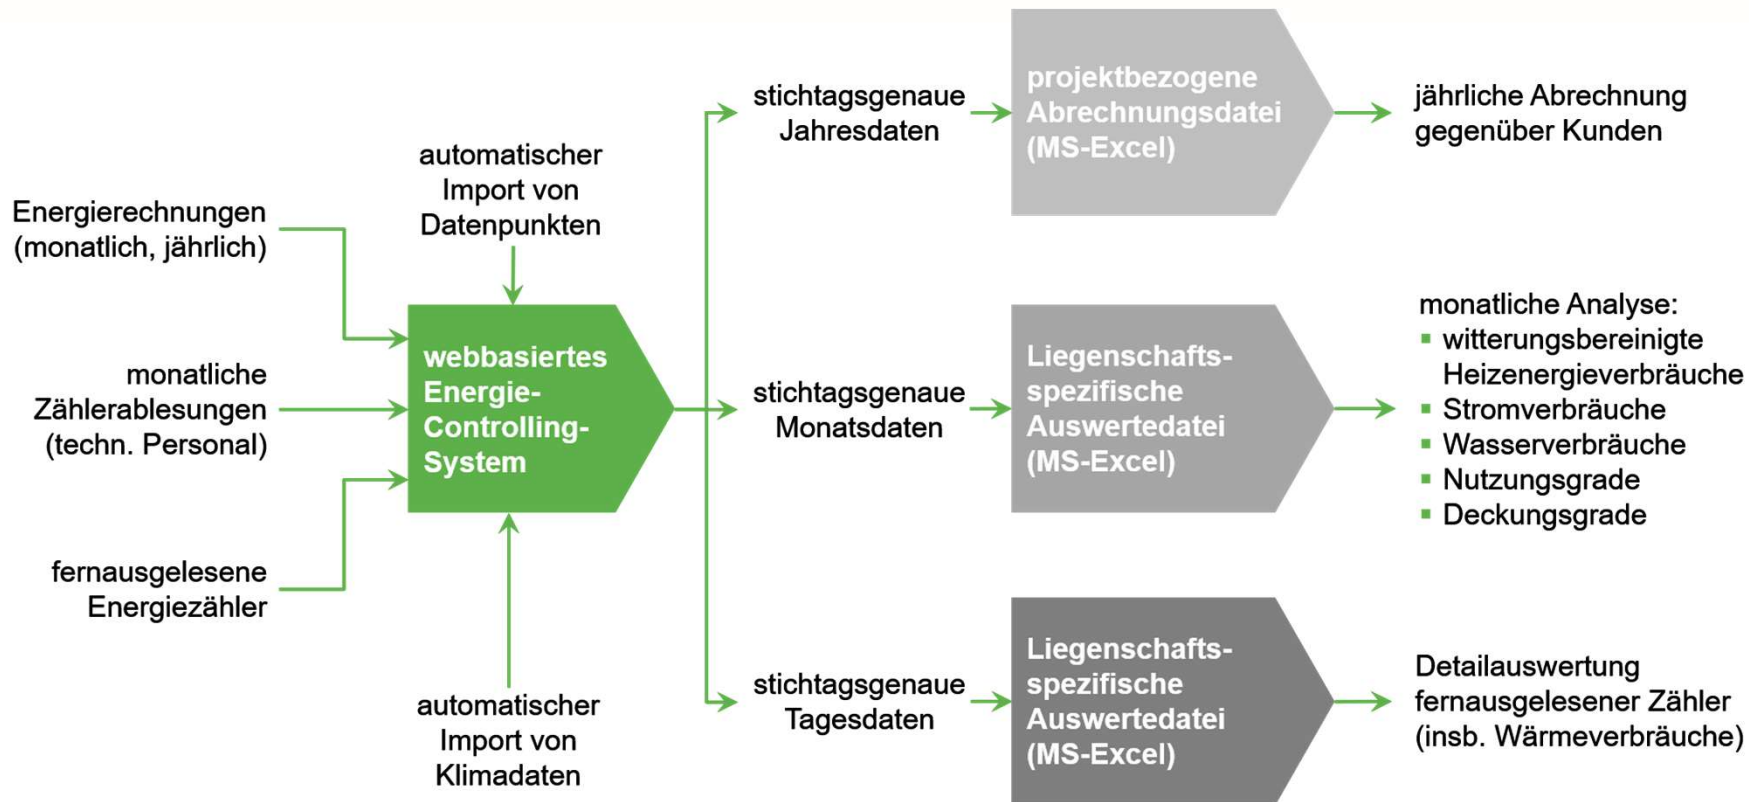 Energierechnungen
(monatlich, jährlich)
monatliche
Zählerablesungen
(techn. Personal)
fernausgelesene
Energiezähler
automatischer
Import von
Datenpunkten
webbasiertes
Energie-
Controlling-
System
automatischer
Import von
Klimadaten
stichtagsgenaue
Jahresdaten
projektbezogene
Abrechnungsdatei
(MS-Excel)
jährliche Abrechnung
gegenüber Kunden
stichtagsgenaue
Monatsdaten
Liegenschafts-
spezifische
Auswertedatei
(MS-Excel)
monatliche Analyse:
▪ witterungsbereinigte
Heizenergieverbräuche
▪ Stromverbräuche
▪ Wasserverbräuche
▪ Nutzungsgrade
▪ Deckungsgrade
stichtagsgenaue
Tagesdaten
Liegenschafts-
spezifische
Auswertedatei
(MS-Excel)
Detailauswertung
fernausgelesener Zähler
(insb. Wärmeverbräuche)